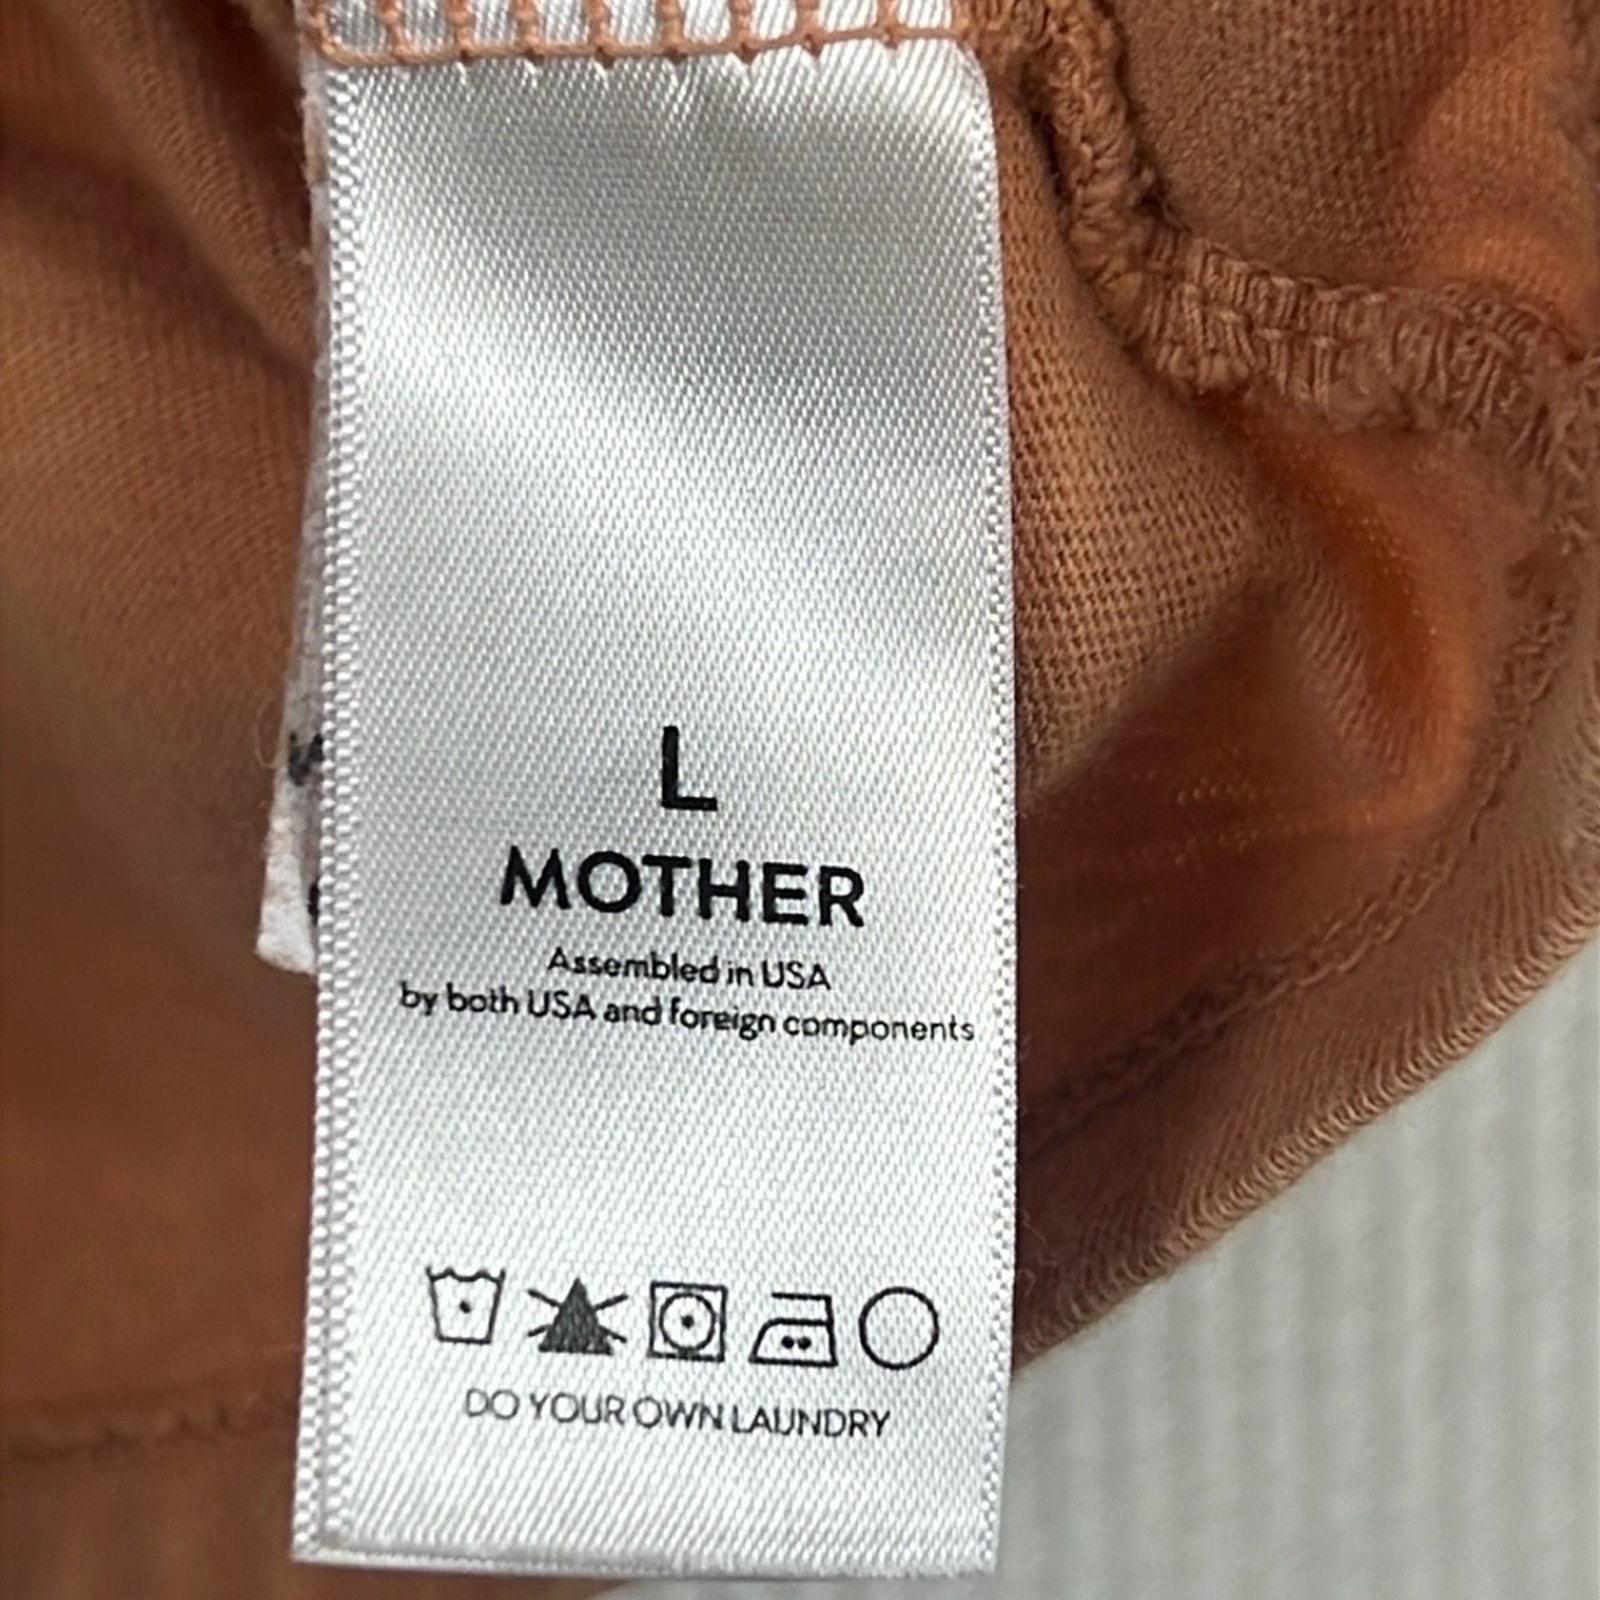 L
MOTHER
Assembled in USA
by both USA and foreign components
DO YOUR OWN LAUNDRY